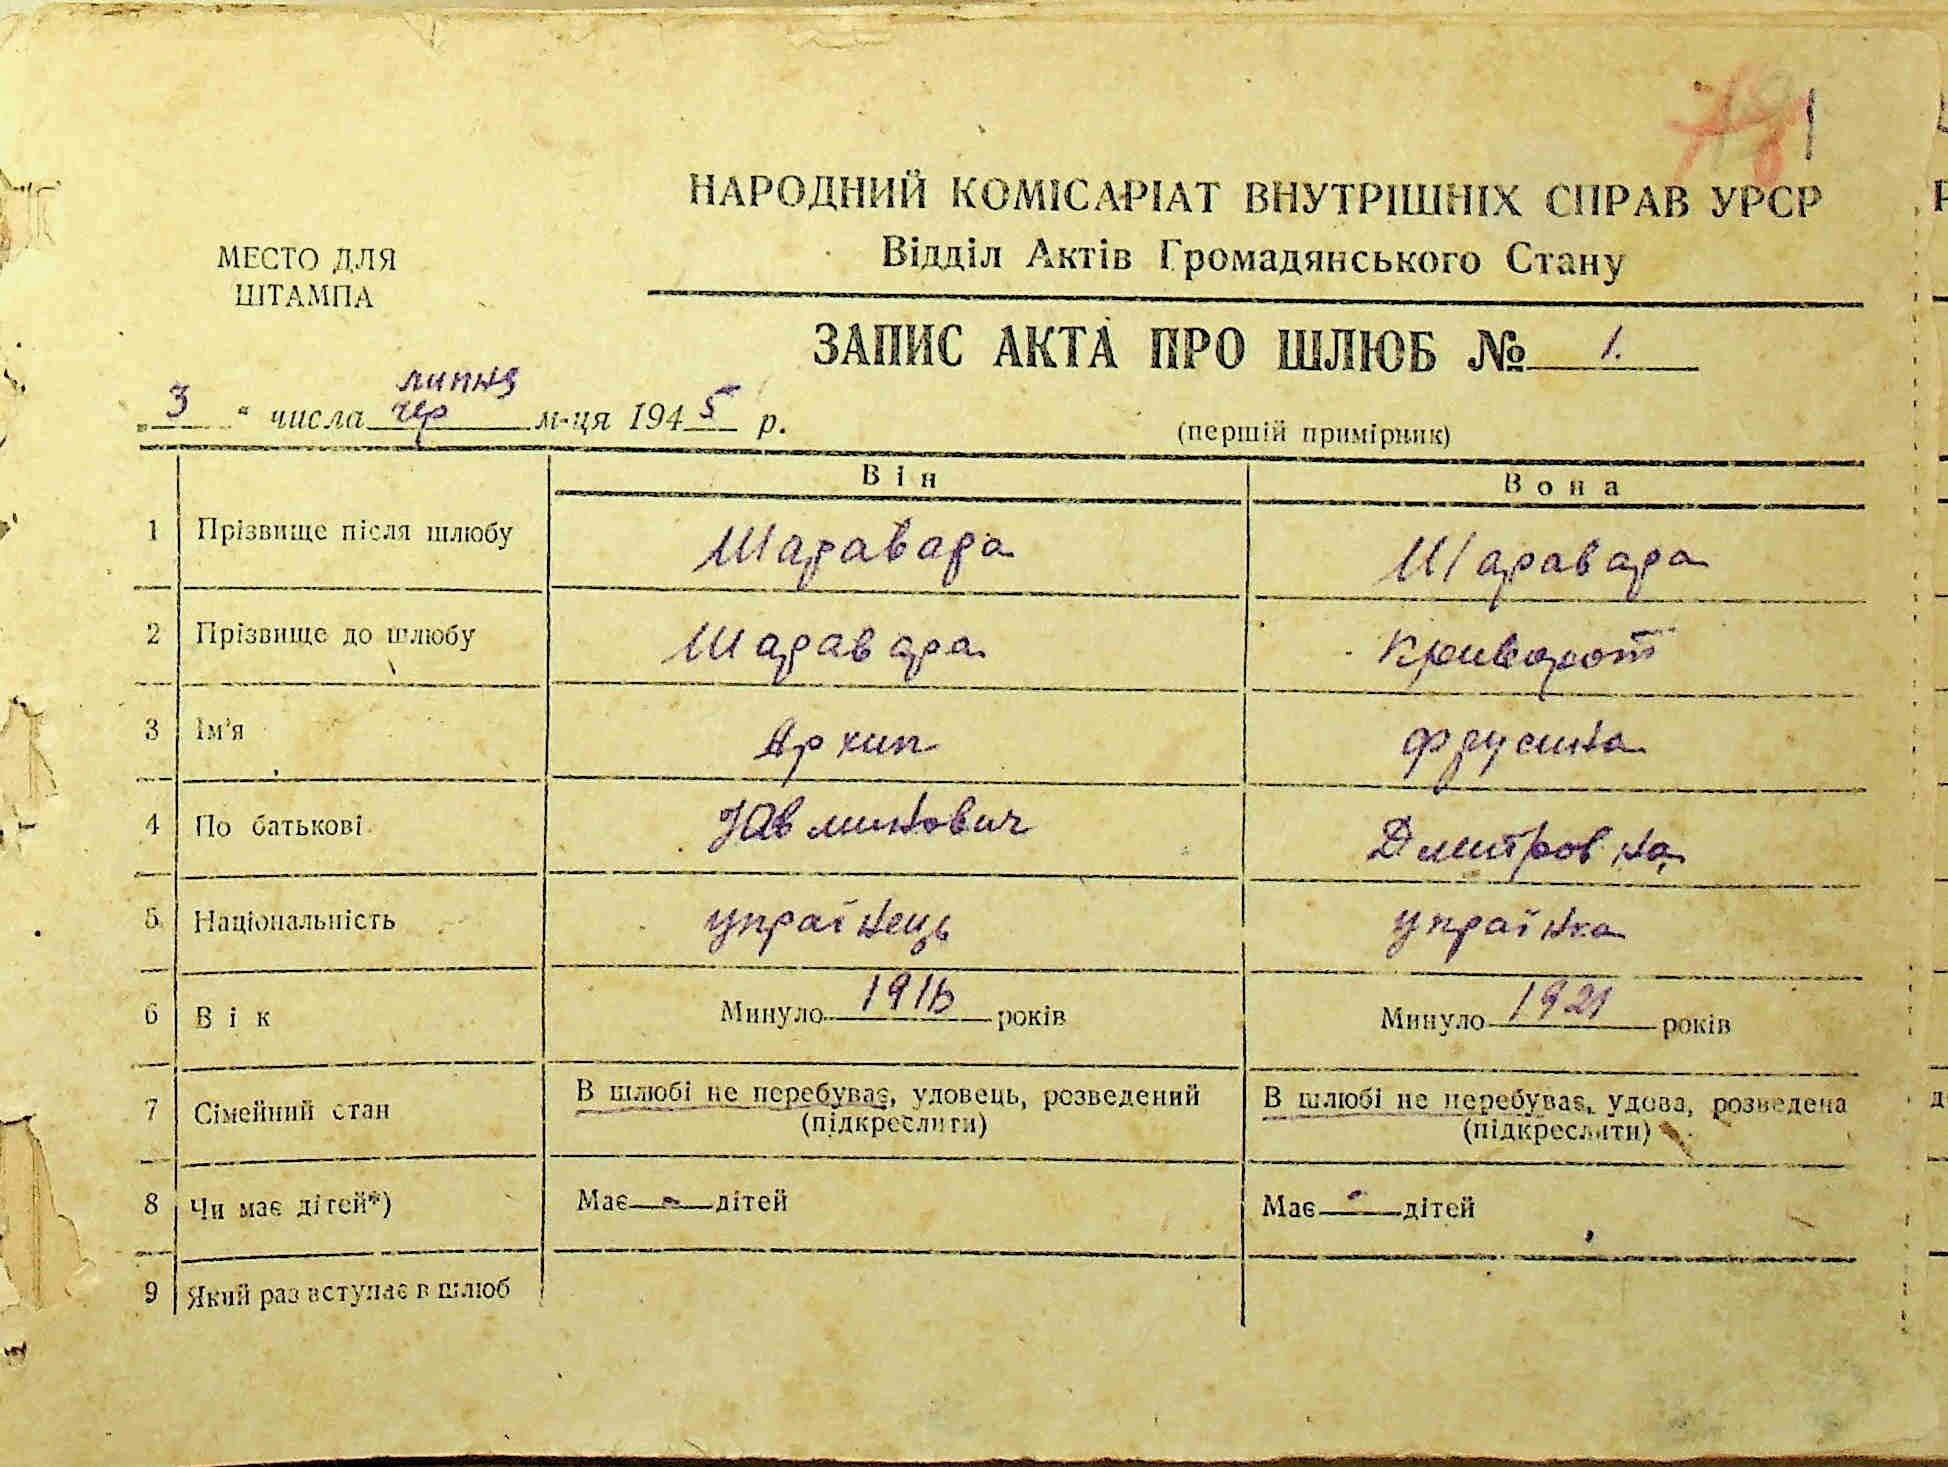 1
НАРОДНИЙ КОМІСАРІАТ ВНУТРІШНІХ СПРАВ УРСР
Відділ Актів Громадянського Стану
МЕСТО ДЛЯ
ШТАМПА
ЗАПИС АКТА ПРО ШЛЮБ № 1.
липня
„ 3 “ числа чер м-ця 1945 р.
(першій примірник)
Він Вона
1 Прізвище після шлюбу Шаравара Шаравара
2 Прізвище до шлюбу Шаравара Криворот
3 Ім'я Архип Фрусина
4 По батькові Дмитровна
5 Національність українець українка
6 Вік Минуло 1916 років Минуло 1921 років
7 Сімейний стан В шлюбі не перебуває, удовець, розведений В шлюбі не перебуває, удова, розведена
(підкреслити) (підкреслити)
8 Чи має дітей*) Має - дітей Має - дітей
9 Який раз вступає в шлюб